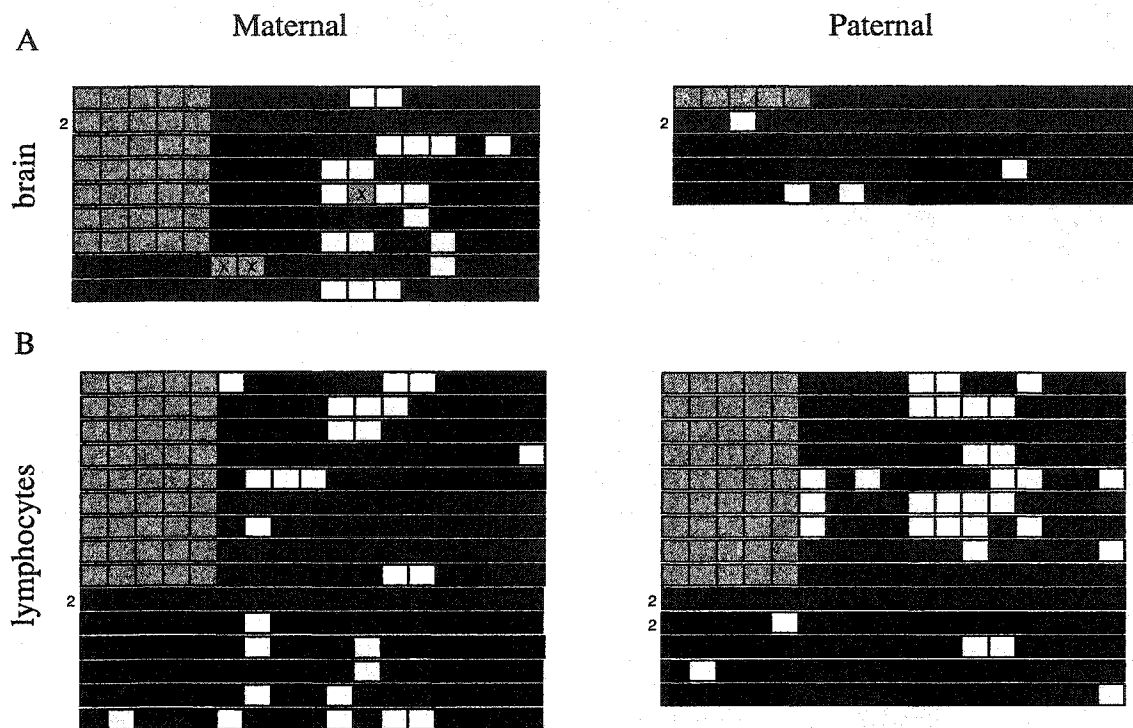 Maternal Paternal
A
2 2
brain
x
x x
B
lymphocytes
2 2
2